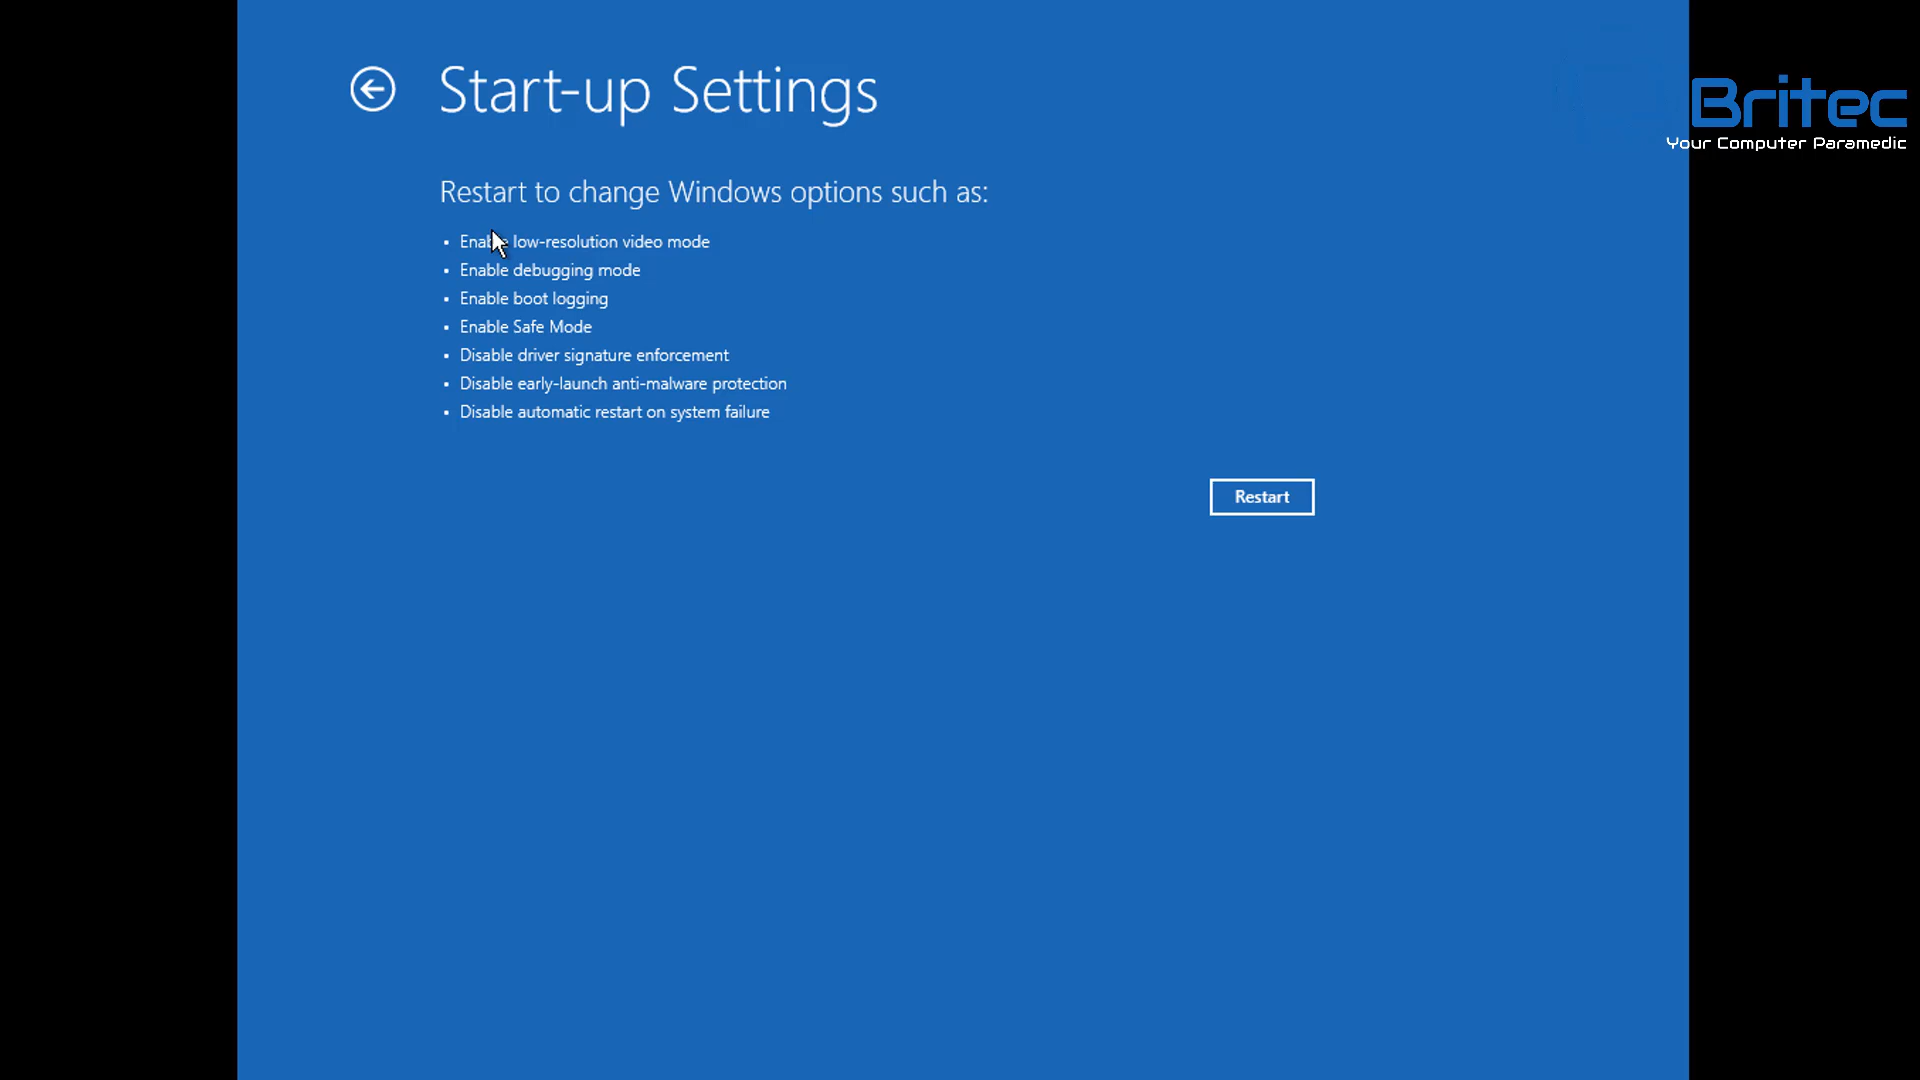 Start-up Settings
Britec
Your Computer Paramedic
Restart to change Windows options such as:
• Enable low-resolution video mode
• Enable debugging mode
• Enable boot logging
• Enable Safe Mode
• Disable driver signature enforcement
• Disable early-launch anti-malware protection
• Disable automatic restart on system failure
Restart